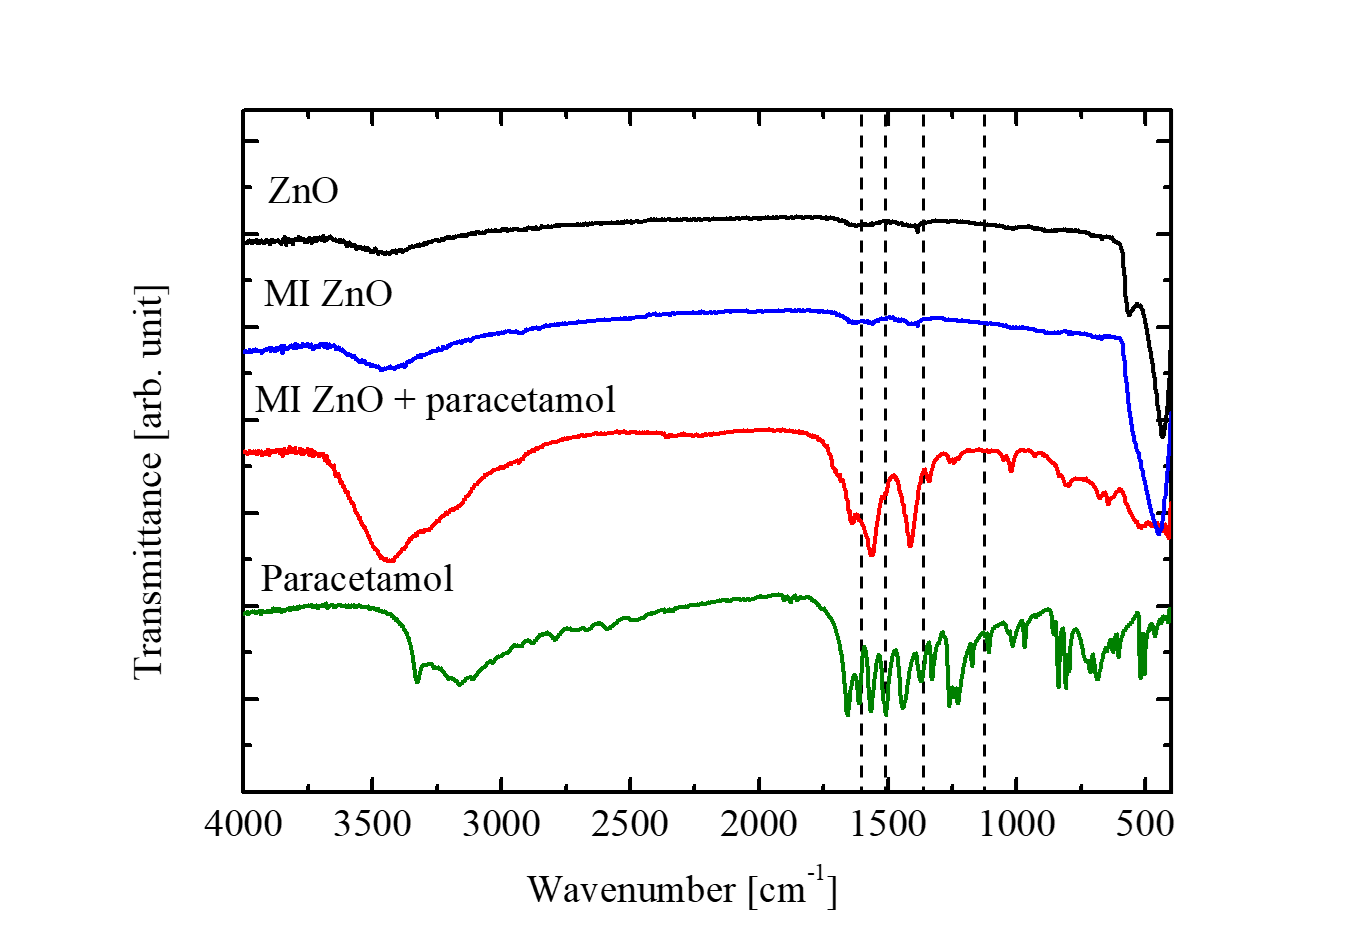 ZnO
MI ZnO
MI ZnO + paracetamol
Paracetamol
Transmittance [arb. unit]
4000 3500 3000 2500 2000 1500 1000 500
Wavenumber [cm-1]